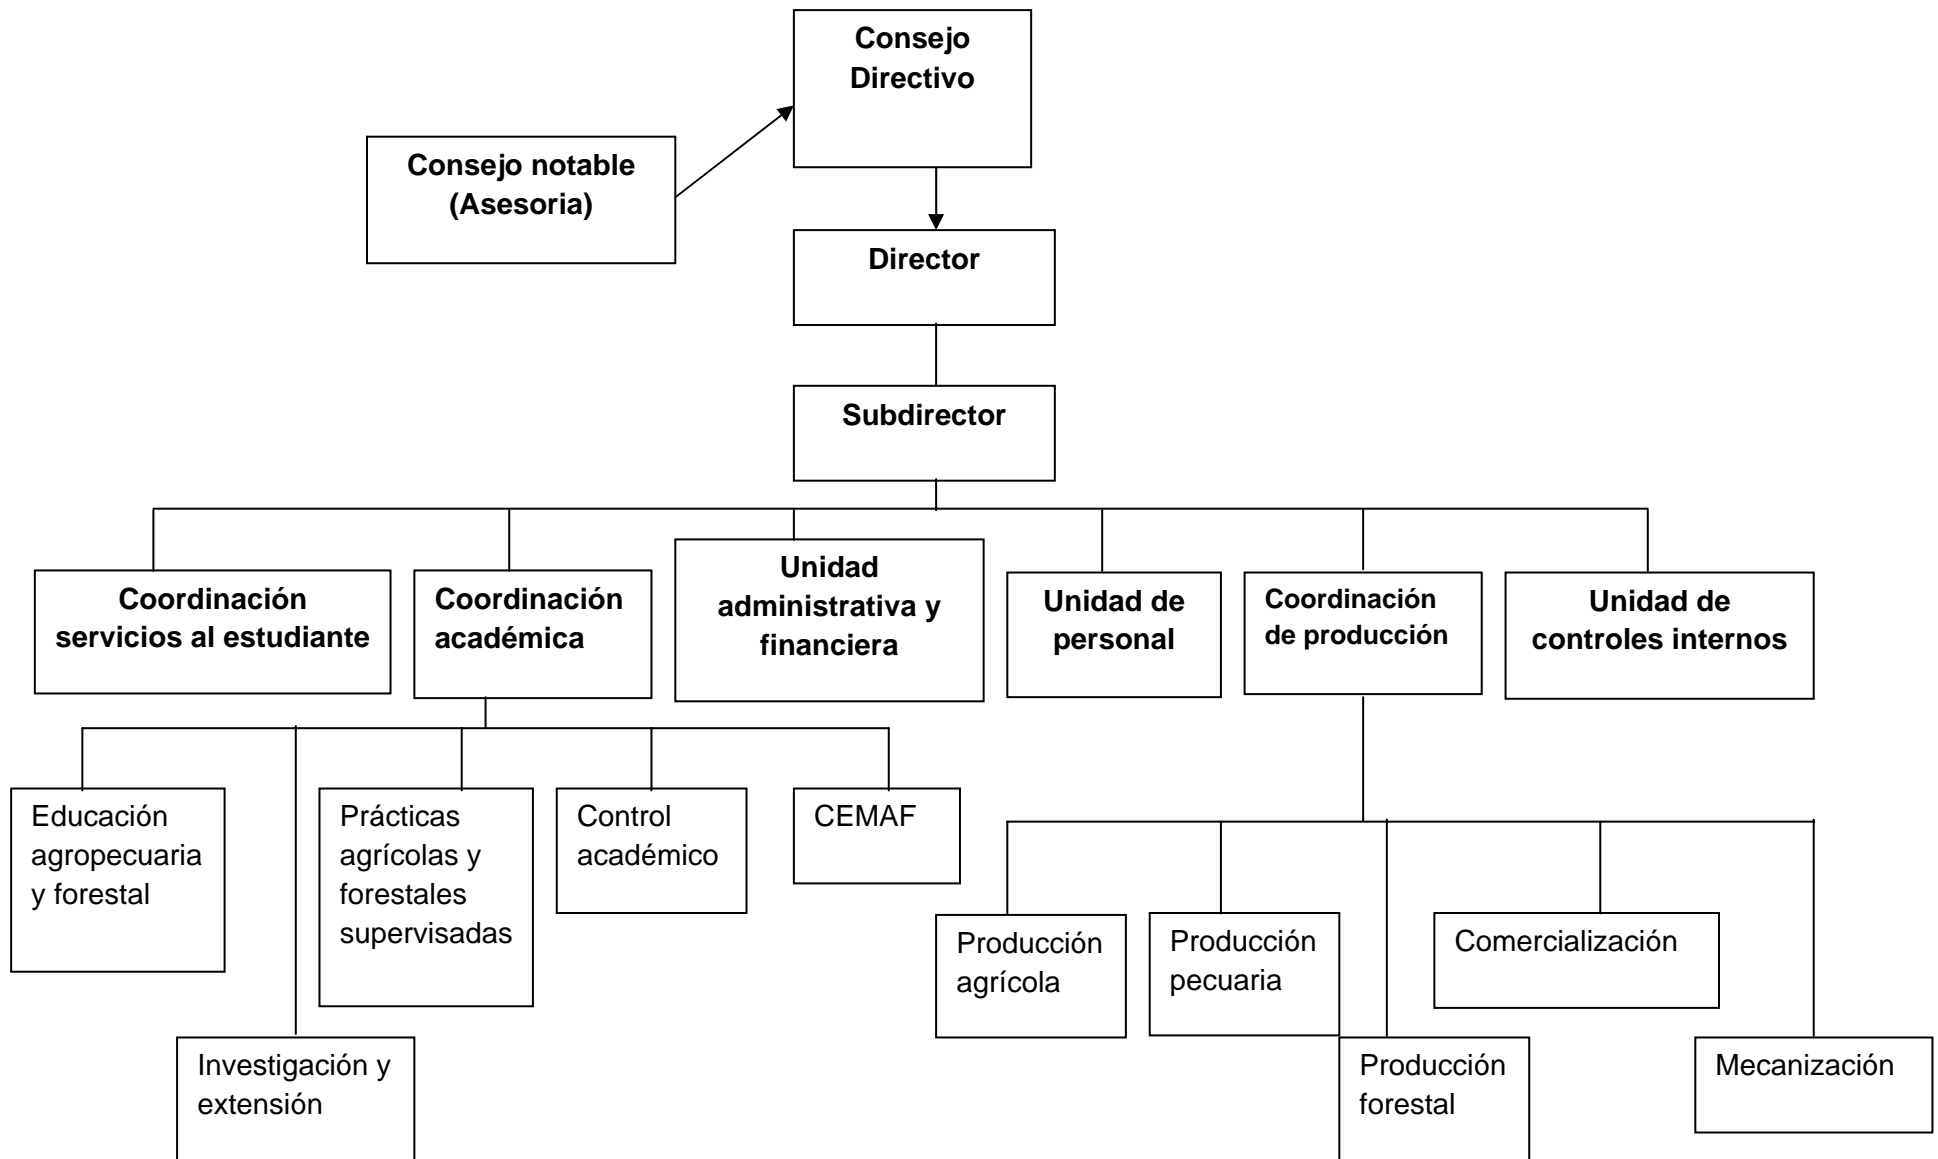 Consejo
Directivo
Consejo notable
(Asesoria)
Director
Subdirector
Coordinación
servicios al estudiante
Coordinación
académica
Unidad
administrativa y
financiera
Unidad de
personal
Coordinación
de producción
Unidad de
controles internos
Educación
agropecuaria
y forestal
Investigación y
extensión
Prácticas
agrícolas y
forestales
supervisadas
Control
académico
CEMAF
Producción
agrícola
Producción
pecuaria
Producción
forestal
Comercialización
Mecanización